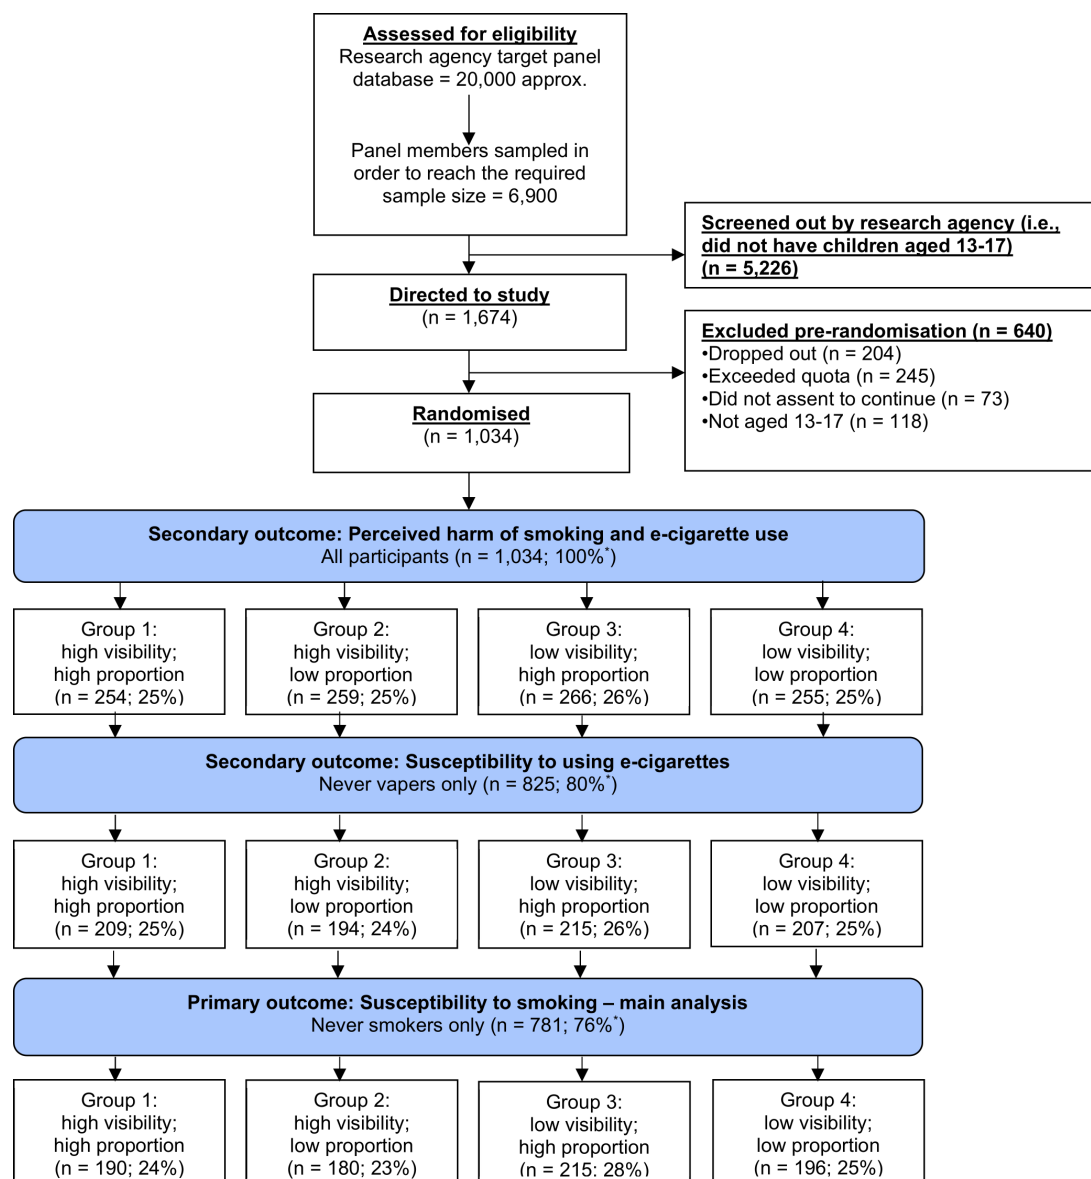 Assessed for eligibility
Research agency target panel
database = 20,000 approx.
Panel members sampled in
order to reach the required
sample size = 6,900
Screened out by research agency (i.e.,
did not have children aged 13-17)
(n = 5,226)
Directed to study
(n = 1,674)
Excluded pre-randomisation (n = 640)
•Dropped out (n = 204)
•Exceeded quota (n = 245)
•Did not assent to continue (n = 73)
•Not aged 13-17 (n = 118)
Randomised
(n = 1,034)
Secondary outcome: Perceived harm of smoking and e-cigarette use
All participants (n = 1,034; 100%*)
Group 1:
high visibility;
high proportion
(n = 254; 25%)
Group 2:
high visibility;
low proportion
(n = 259; 25%)
Group 3:
low visibility;
high proportion
(n = 266; 26%)
Group 4:
low visibility;
low proportion
(n = 255; 25%)
Secondary outcome: Susceptibility to using e-cigarettes
Never vapers only (n = 825; 80%*)
Group 1:
high visibility;
high proportion
(n = 209; 25%)
Group 2:
high visibility;
low proportion
(n = 194; 24%)
Group 3:
low visibility;
high proportion
(n = 215; 26%)
Group 4:
low visibility;
low proportion
(n = 207; 25%)
Primary outcome: Susceptibility to smoking – main analysis
Never smokers only (n = 781; 76%*)
Group 1:
high visibility;
high proportion
(n = 190; 24%)
Group 2:
high visibility;
low proportion
(n = 180; 23%)
Group 3:
low visibility;
high proportion
(n = 215; 28%)
Group 4:
low visibility;
low proportion
(n = 196; 25%)